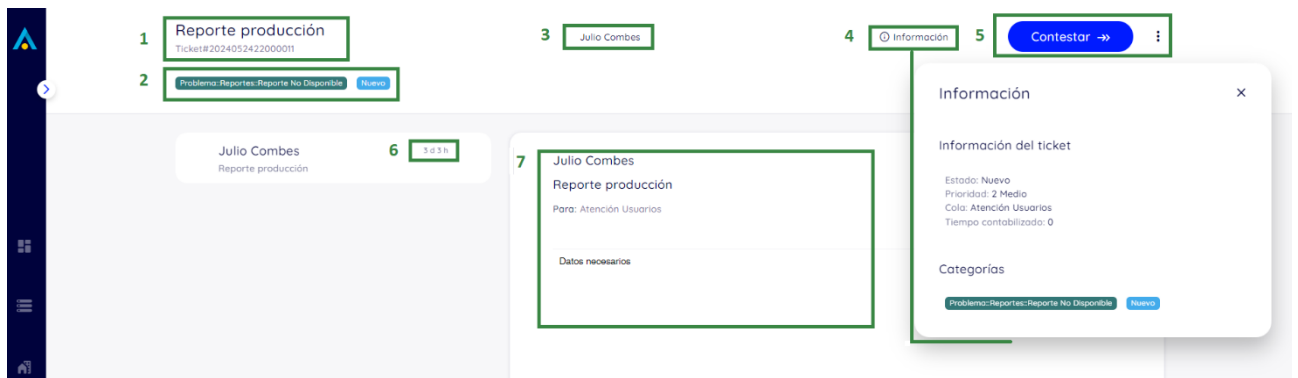 1
Reporte producción
Ticket#2024052422000011
2
Problema::Reportes::Reporte No Disponible
Nuevo
3
Julio Combes
4
Información
5
Contestar
Julio Combes
Reporte producción
6
3 d 3 h
7
Julio Combes
Reporte producción
Para: Atención Usuarios
Datos necesarios
Información
Información del ticket
Estado: Nuevo
Prioridad: 2 Medio
Cola: Atención Usuarios
Tiempo contabilizado: 0
Categorías
Problema::Reportes::Reporte No Disponible
Nuevo